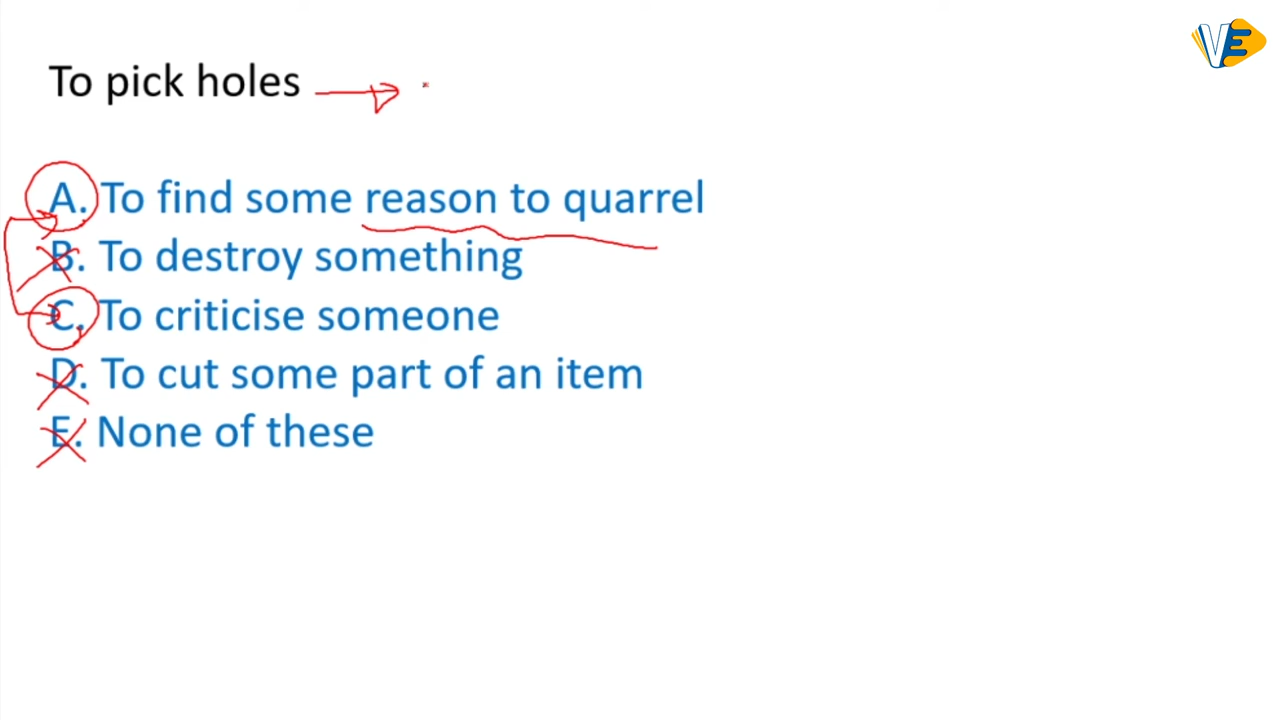 To pick holes
A. To find some reason to quarrel
B. To destroy something
C. To criticise someone
D. To cut some part of an item
E. None of these
VE